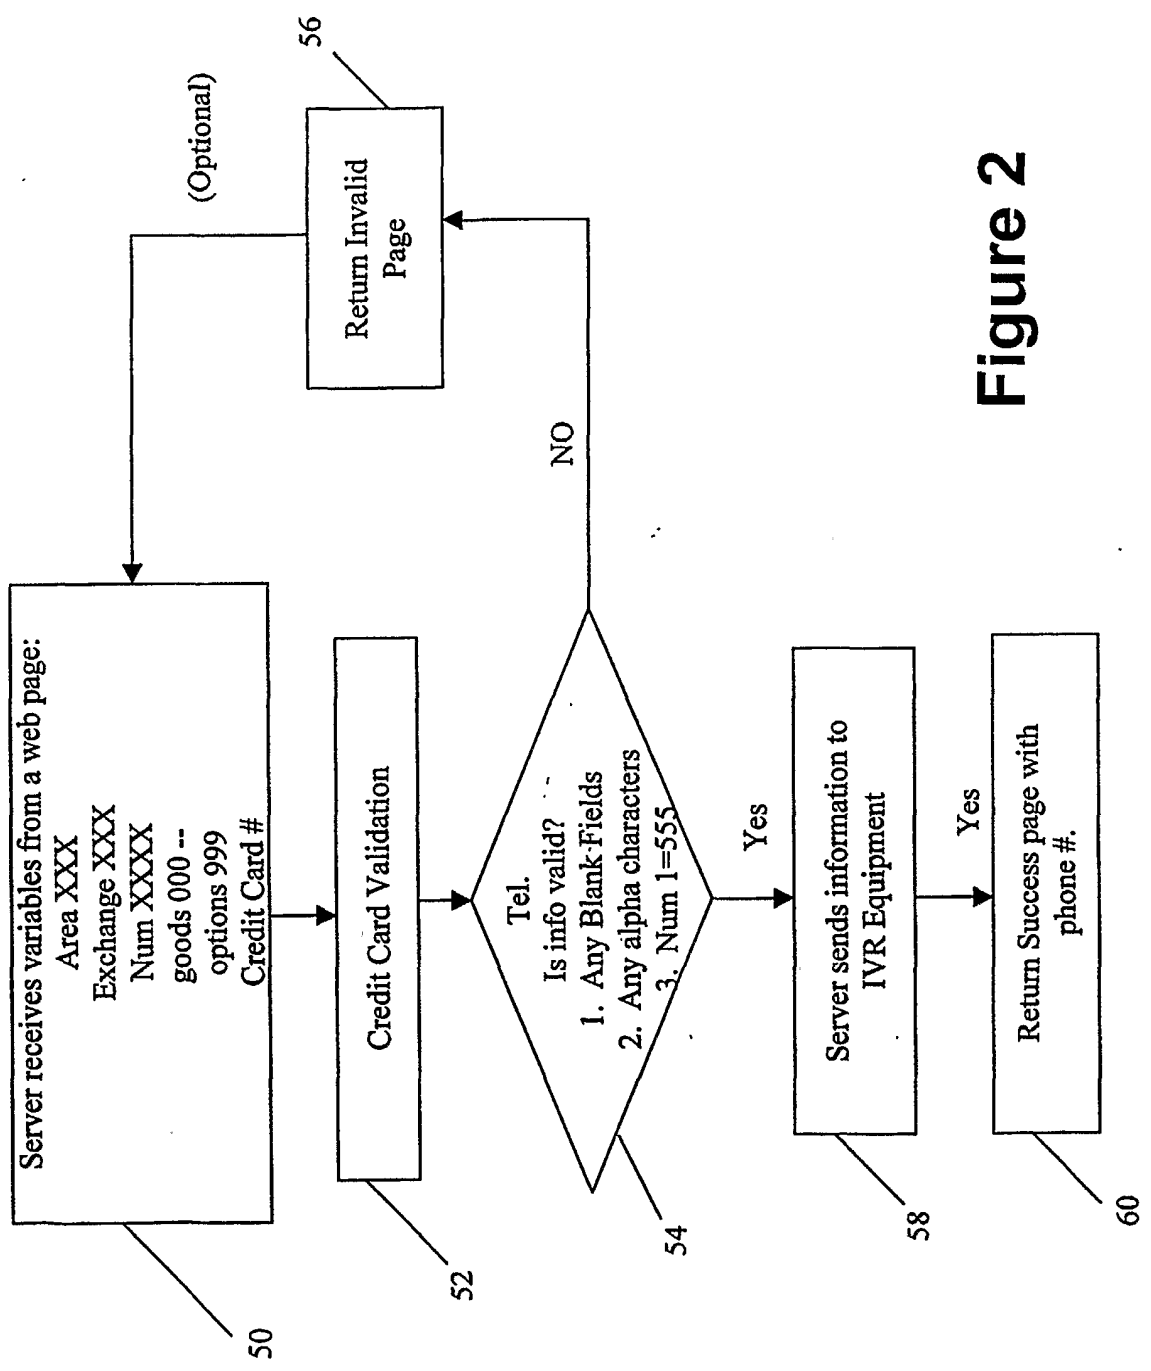 Server receives variables from a web page:
Area XXX
Exchange XXX
Num XXXX
goods 000 --
options 999
Credit Card #
50
(Optional)
Credit Card Validation
52
Return Invalid
Page
56
Tel.
Is info valid?
1. Any Blank Fields
2. Any alpha characters
3. Num 1=555
54
NO
Yes
Server sends information to
IVR Equipment
58
Yes
Return Success page with
phone #.
60
Figure 2